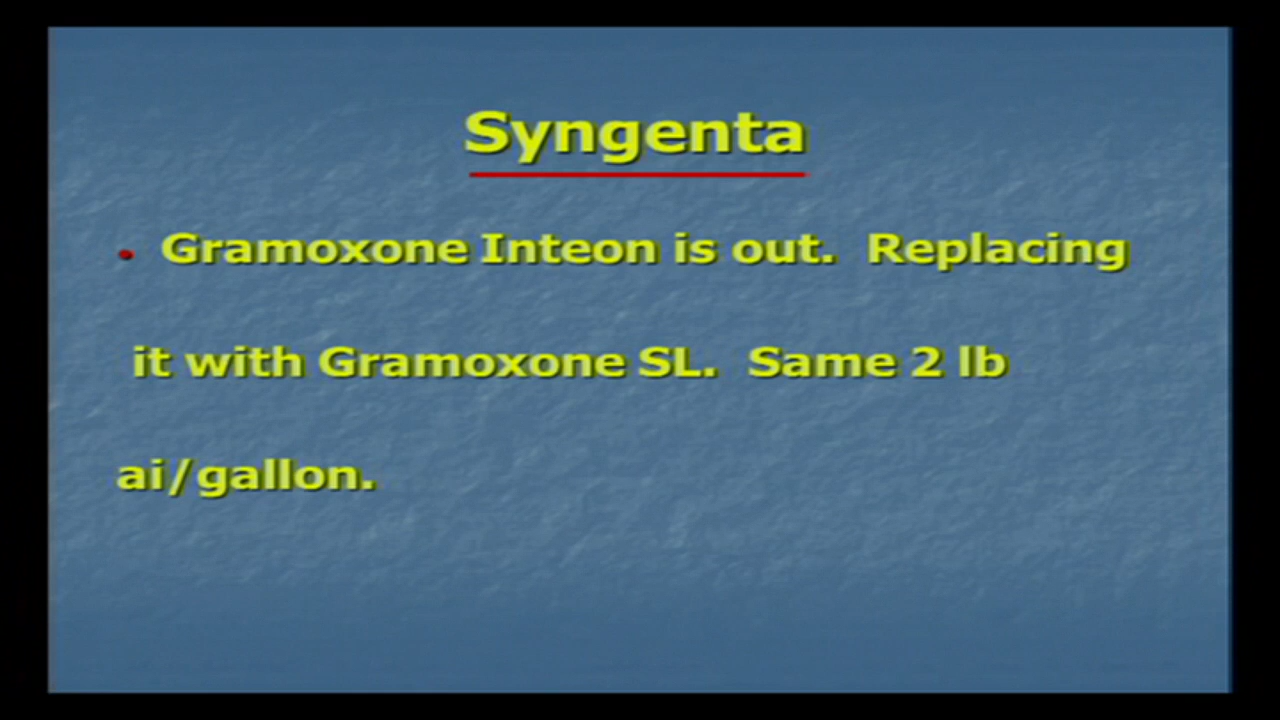 Syngenta
• Gramoxone Inteon is out. Replacing
it with Gramoxone SL. Same 2 lb
ai/gallon.